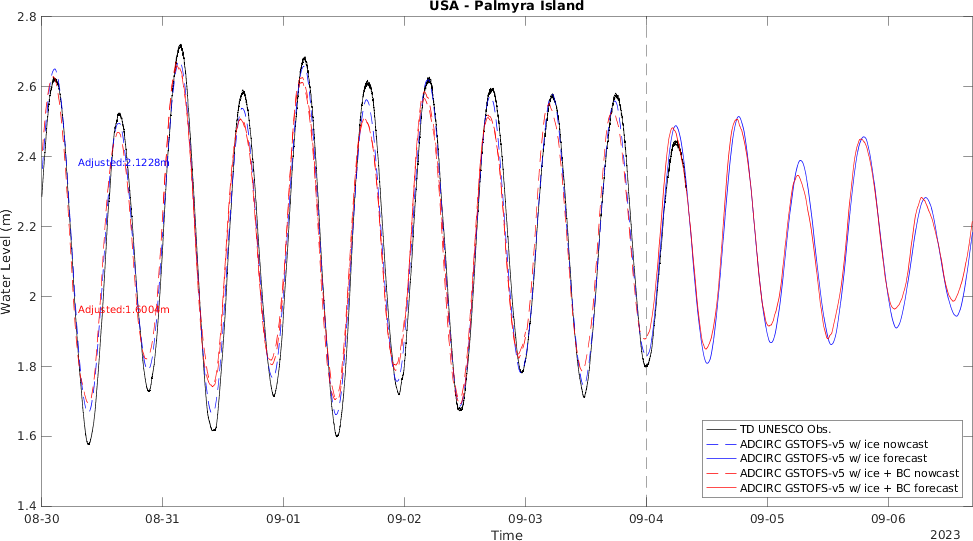 USA - Palmyra Island
2.8
2.6
2.4
2.2
2
1.8
1.6
1.4
Water Level (m)
Adjusted:2.1228m
Adjusted:1.6004m
TD UNESCO Obs.
ADCIRC GSTOFS-v5 w/ ice nowcast
ADCIRC GSTOFS-v5 w/ ice forecast
ADCIRC GSTOFS-v5 w/ ice + BC nowcast
ADCIRC GSTOFS-v5 w/ ice + BC forecast
08-30 08-31 09-01 09-02 09-03 09-04 09-05 09-06
Time
2023